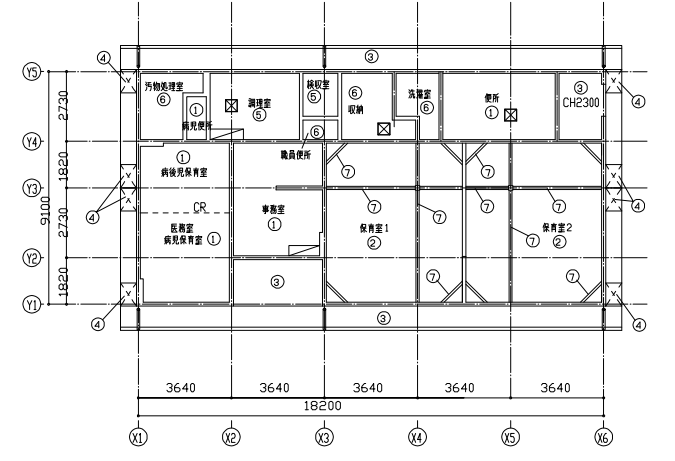 ③
④ ④
Y5
汚物処理室 ⑥
① 病児便所
調理室 ⑤
検収室 ⑤
⑥ 収納
洗濯室 ⑥
便所 ①
③ CH2300
2730
⑥ 職員便所
Y4
1820
① 病後児保育室
⑦ ⑦
Y3
④ ④
9100
2730
CR
事務室 ①
⑦ ⑦ ⑦ ⑦
医務室
病児保育室 ①
保育室1 ②
⑦
保育室2 ②
Y2
1820
③
⑦ ⑦
Y1
④ ③ ④
3640 3640 3640 3640 3640
18200
X1 X2 X3 X4 X5 X6